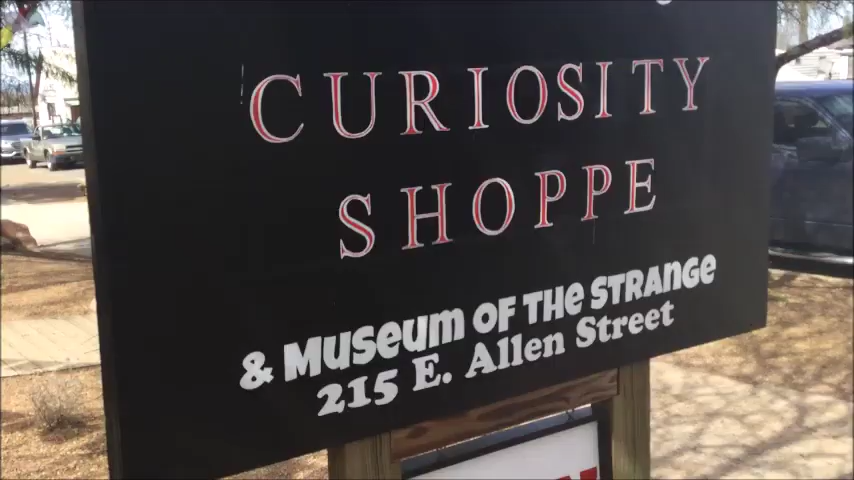 CURIOSITY
SHOPPE
& MUSEUM OF THE STRANGE
215 E. Allen Street